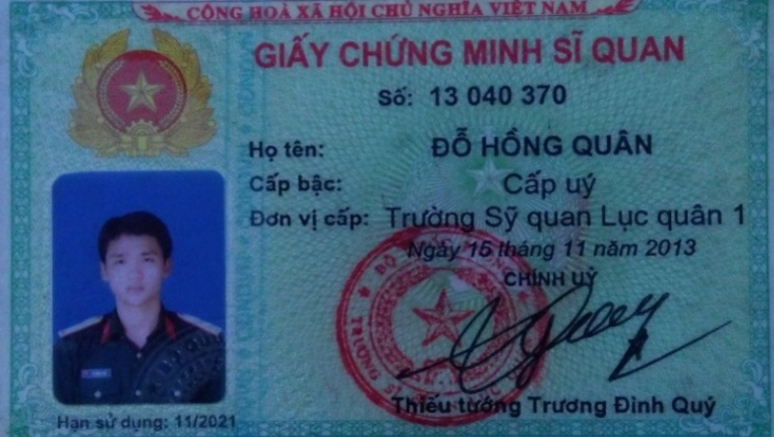 CỘNG HOÀ XÃ HỘI CHỦ NGHĨA VIỆT NAM
GIẤY CHỨNG MINH SĨ QUAN
Số: 13 040 370
Họ tên: ĐỖ HỒNG QUÂN
Cấp bậc: Cấp uý
Đơn vị cấp: Trường Sỹ quan Lục quân 1
Ngày 15 tháng 11 năm 2013
CHÍNH UỶ
Thiếu tướng Trương Đình Quý
Hạn sử dụng: 11/2021